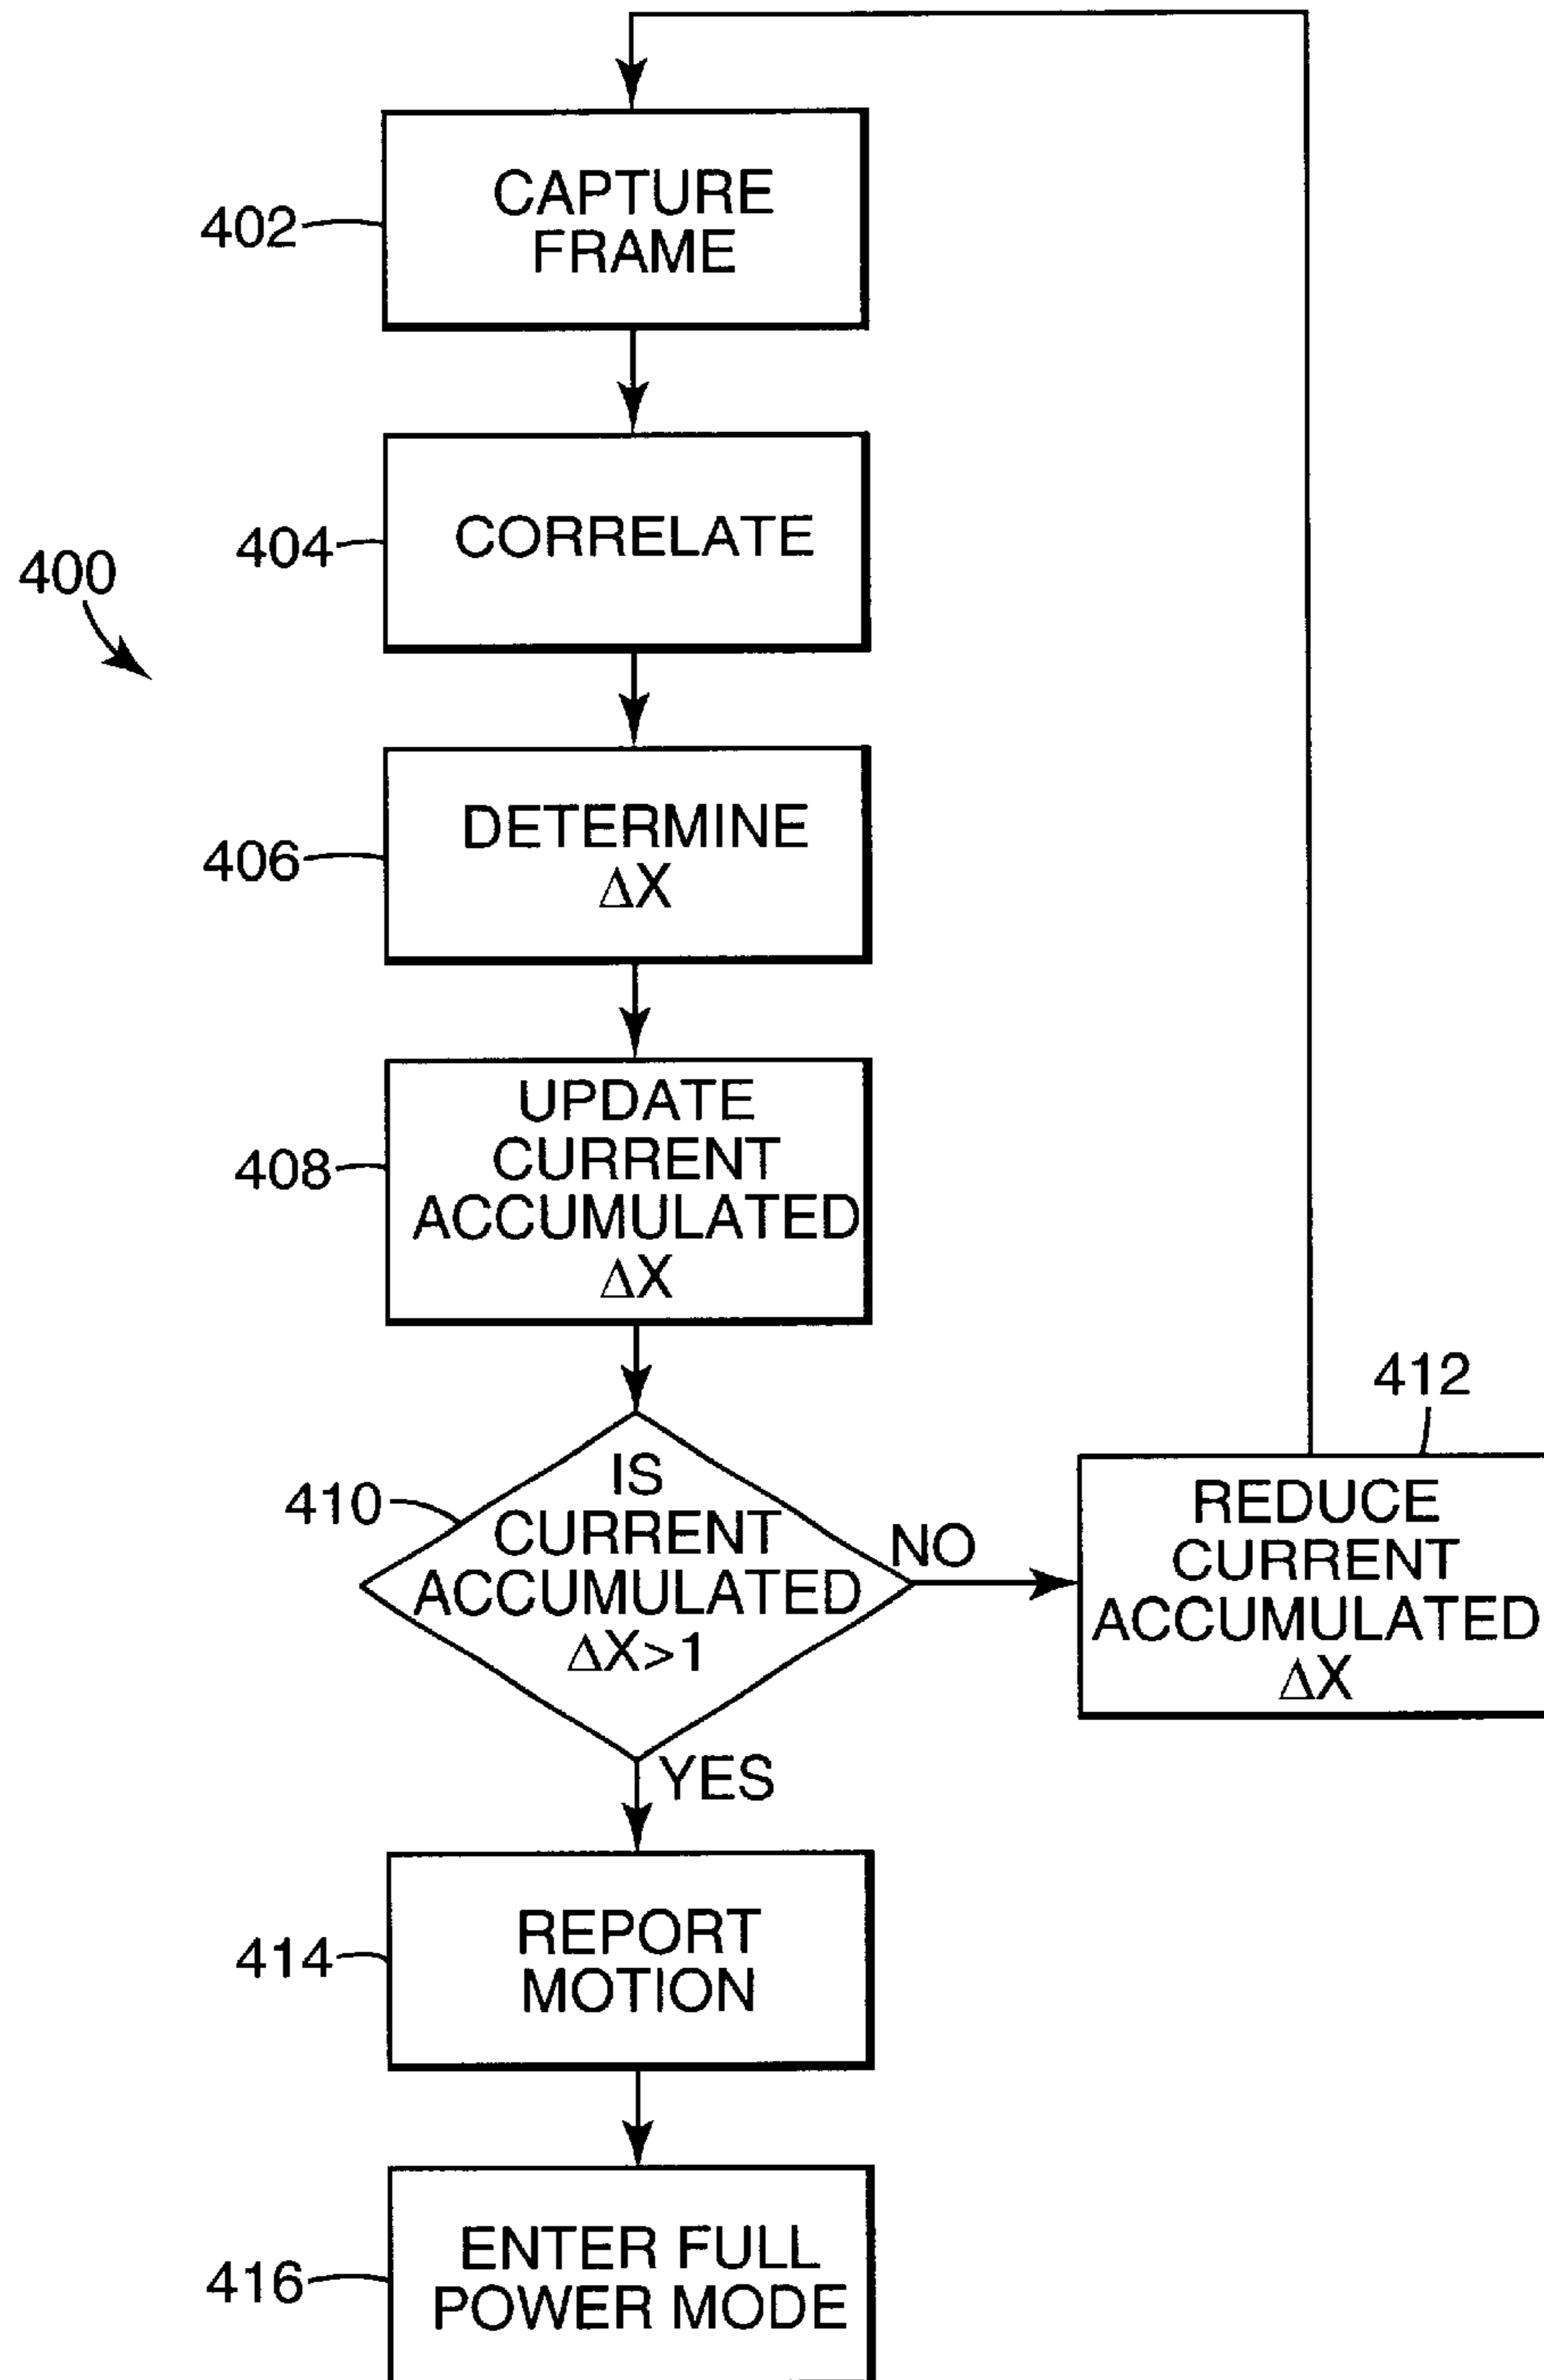 402
CAPTURE
FRAME
404
CORRELATE
400
406
DETERMINE
ΔX
408
UPDATE
CURRENT
ACCUMULATED
ΔX
410
IS
CURRENT
ACCUMULATED
ΔX>1
NO
412
REDUCE
CURRENT
ACCUMULATED
ΔX
YES
414
REPORT
MOTION
416
ENTER FULL
POWER MODE